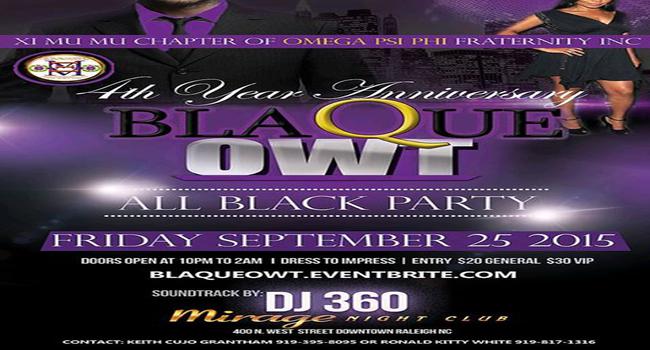 XI MU MU CHAPTER OF OMEGA PSI PHI FRATERNITY INC
4th Year Anniversary
BLAQUE
OWT
ALL BLACK PARTY
FRIDAY SEPTEMBER 25 2015
DOORS OPEN AT 10PM TO 2AM | DRESS TO IMPRESS | ENTRY $20 GENERAL $30 VIP
BLAQUEOWT.EVENTBRITE.COM
SOUNDTRACK BY: DJ 360
Mirage NIGHT CLUB
400 N. WEST STREET DOWNTOWN RALEIGH NC
CONTACT: KEITH CUJO GRANTHAM 919-395-8095 OR RONALD KITTY WHITE 919-817-1316